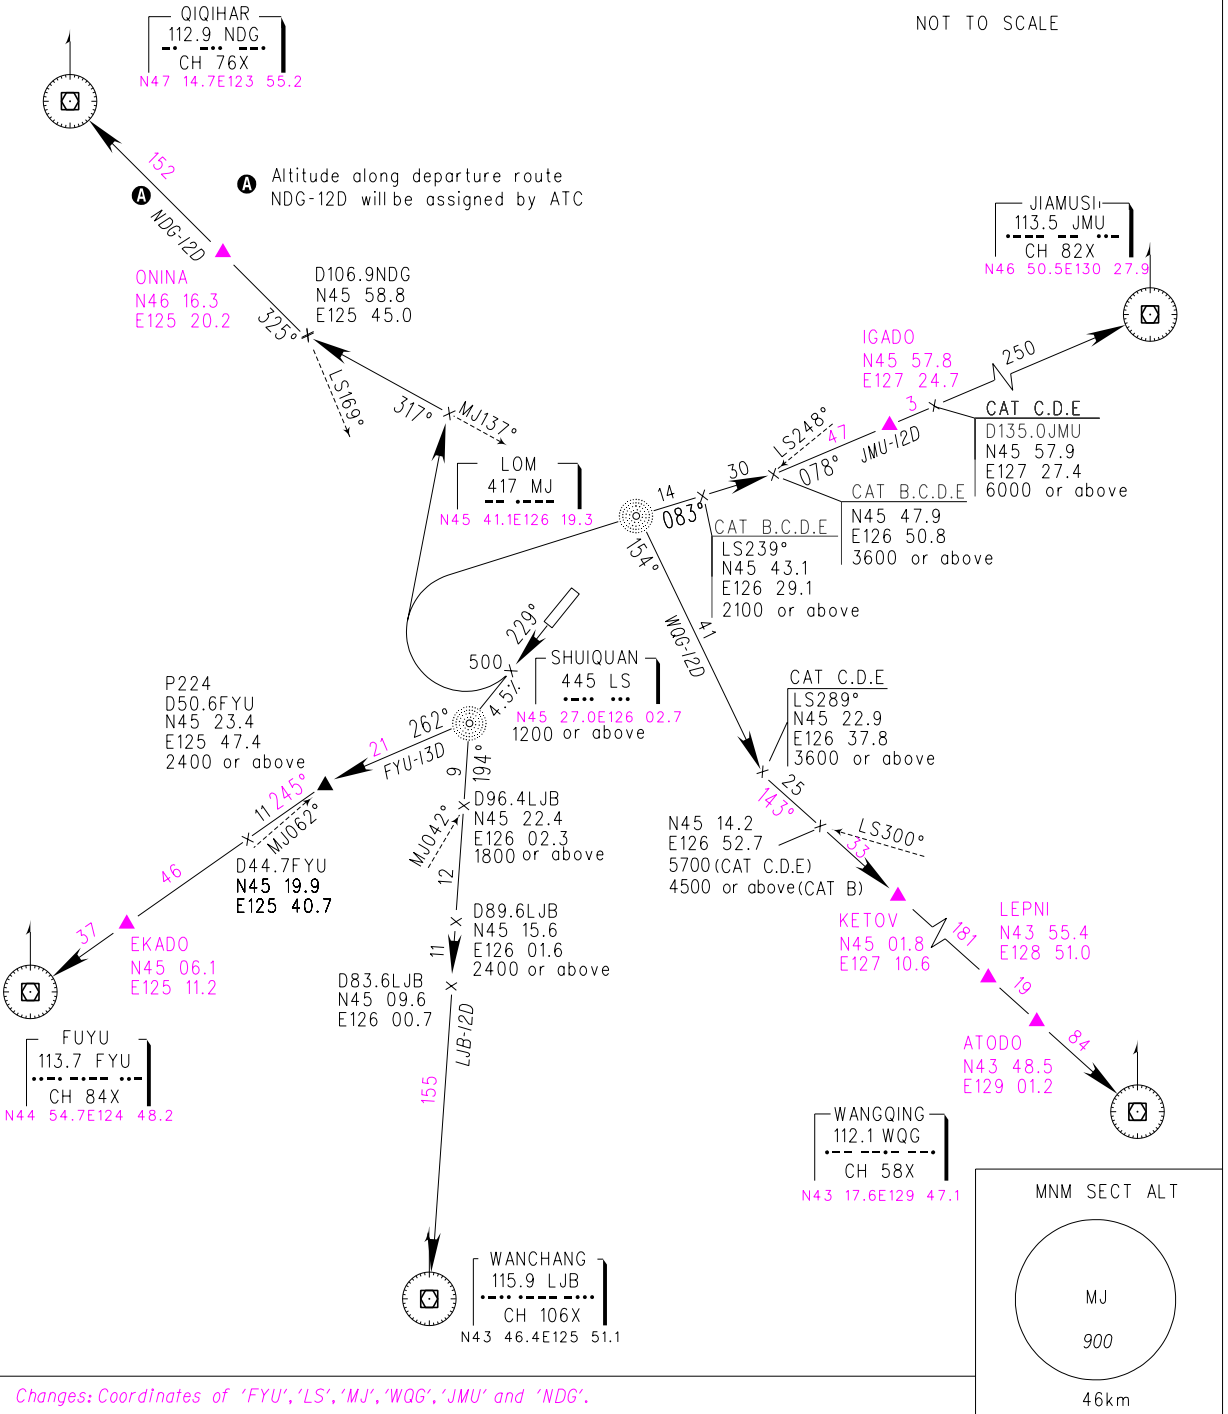 NOT TO SCALE
QIQIHAR
112.9 NDG
CH 76X
N47 14.7E123 55.2
152
A
NDG-12D
A Altitude along departure route
NDG-12D will be assigned by ATC
ONINA
N46 16.3
E125 20.2
325°
D106.9NDG
N45 58.8
E125 45.0
LS169°
317°
MJ137°
JIAMUSI
113.5 JMU
CH 82X
N46 50.5E130 27.9
IGADO
N45 57.8
E127 24.7
250
3
47
JMU-12D
078°
LS248°
30
14
083°
CAT C.D.E
D135.0JMU
N45 57.9
E127 27.4
6000 or above
CAT B.C.D.E
N45 47.9
E126 50.8
3600 or above
CAT B.C.D.E
LS239°
N45 43.1
E126 29.1
2100 or above
LOM
417 MJ
N45 41.1E126 19.3
154°
WQG-12D
41
229°
500
4.5%
SHUIQUAN
445 LS
N45 27.0E126 02.7
1200 or above
P224
D50.6FYU
N45 23.4
E125 47.4
2400 or above
262°
21
FYU-13D
245°
11
MJ062°
D44.7FYU
N45 19.9
E125 40.7
46
37
EKADO
N45 06.1
E125 11.2
FUYU
113.7 FYU
CH 84X
N44 54.7E124 48.2
9
194°
MJ042°
D96.4LJB
N45 22.4
E126 02.3
1800 or above
12
D89.6LJB
N45 15.6
E126 01.6
2400 or above
11
D83.6LJB
N45 09.6
E126 00.7
LJB-12D
155
WANCHANG
115.9 LJB
CH 106X
N43 46.4E125 51.1
CAT C.D.E
LS289°
N45 22.9
E126 37.8
3600 or above
25
143°
N45 14.2
E126 52.7
5700(CAT C.D.E)
4500 or above(CAT B)
LS300°
33
KETOV
N45 01.8
E127 10.6
181
LEPNI
N43 55.4
E128 51.0
19
ATODO
N43 48.5
E129 01.2
84
WANGQING
112.1 WQG
CH 58X
N43 17.6E129 47.1
MNM SECT ALT
MJ
900
46km
Changes: Coordinates of 'FYU','LS','MJ','WQG','JMU' and 'NDG'.